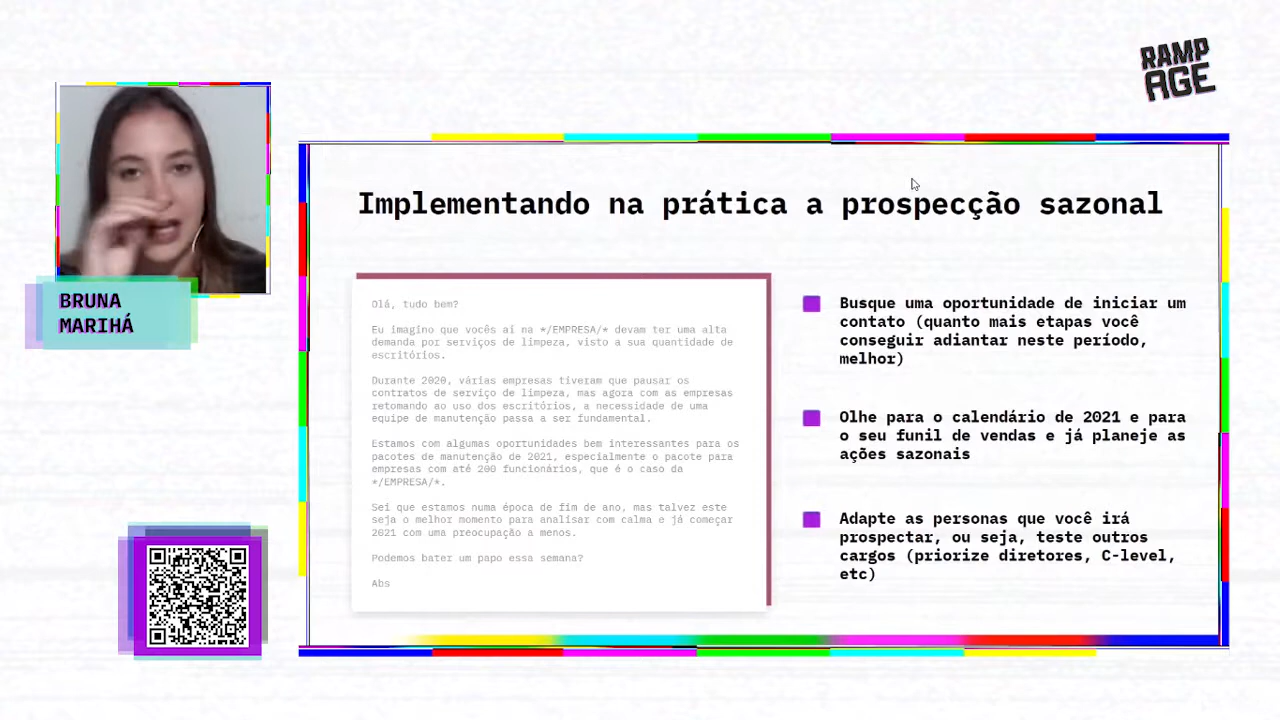 RAMP
AGE
BRUNA
MARIHÁ
Implementando na prática a prospecção sazonal
Olá, tudo bem?
Eu imagino que vocês aí na */EMPRESA/* devam ter uma alta
demanda por serviços de limpeza, visto a sua quantidade de
escritórios.
Durante 2020, várias empresas tiveram que pausar os
contratos de serviço de limpeza, mas agora com as empresas
retomando ao uso dos escritórios, a necessidade de uma
equipe de manutenção passa a ser fundamental.
Estamos com algumas oportunidades bem interessantes para os
pacotes de manutenção de 2021, especialmente o pacote para
empresas com até 200 funcionários, que é o caso da
*/EMPRESA/*.
Sei que estamos numa época de fim de ano, mas talvez este
seja o melhor momento para analisar com calma e já começar
2021 com uma preocupação a menos.
Podemos bater um papo essa semana?
Abs
Busque uma oportunidade de iniciar um
contato (quanto mais etapas você
conseguir adiantar neste período,
melhor)
Olhe para o calendário de 2021 e para
o seu funil de vendas e já planeje as
ações sazonais
Adapte as personas que você irá
prospectar, ou seja, teste outros
cargos (priorize diretores, C-level,
etc)